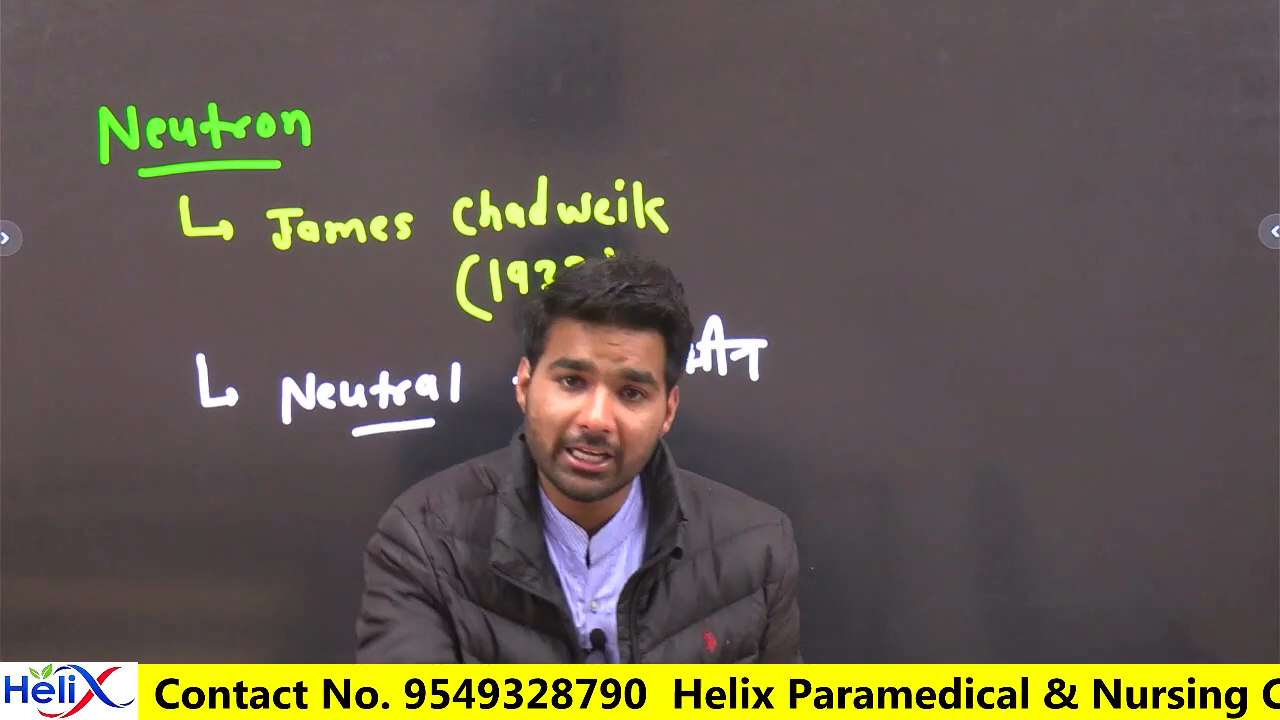 Neutron
↳ James Chadweik
(193
↳ Neutral
HeliX Contact No. 9549328790 Helix Paramedical & Nursing C